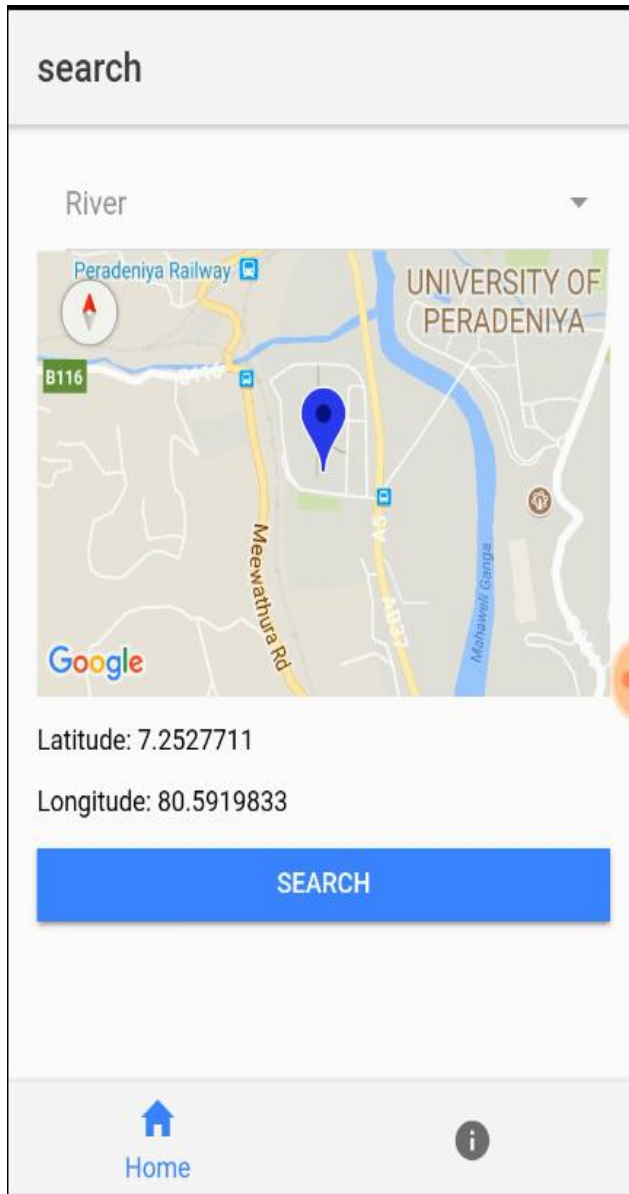 search
River
Peradeniya Railway
UNIVERSITY OF
PERADENIYA
B116
Meewathura Rd
A5
AB37
Mahaweli Ganga
Google
Latitude: 7.2527711
Longitude: 80.5919833
SEARCH
Home